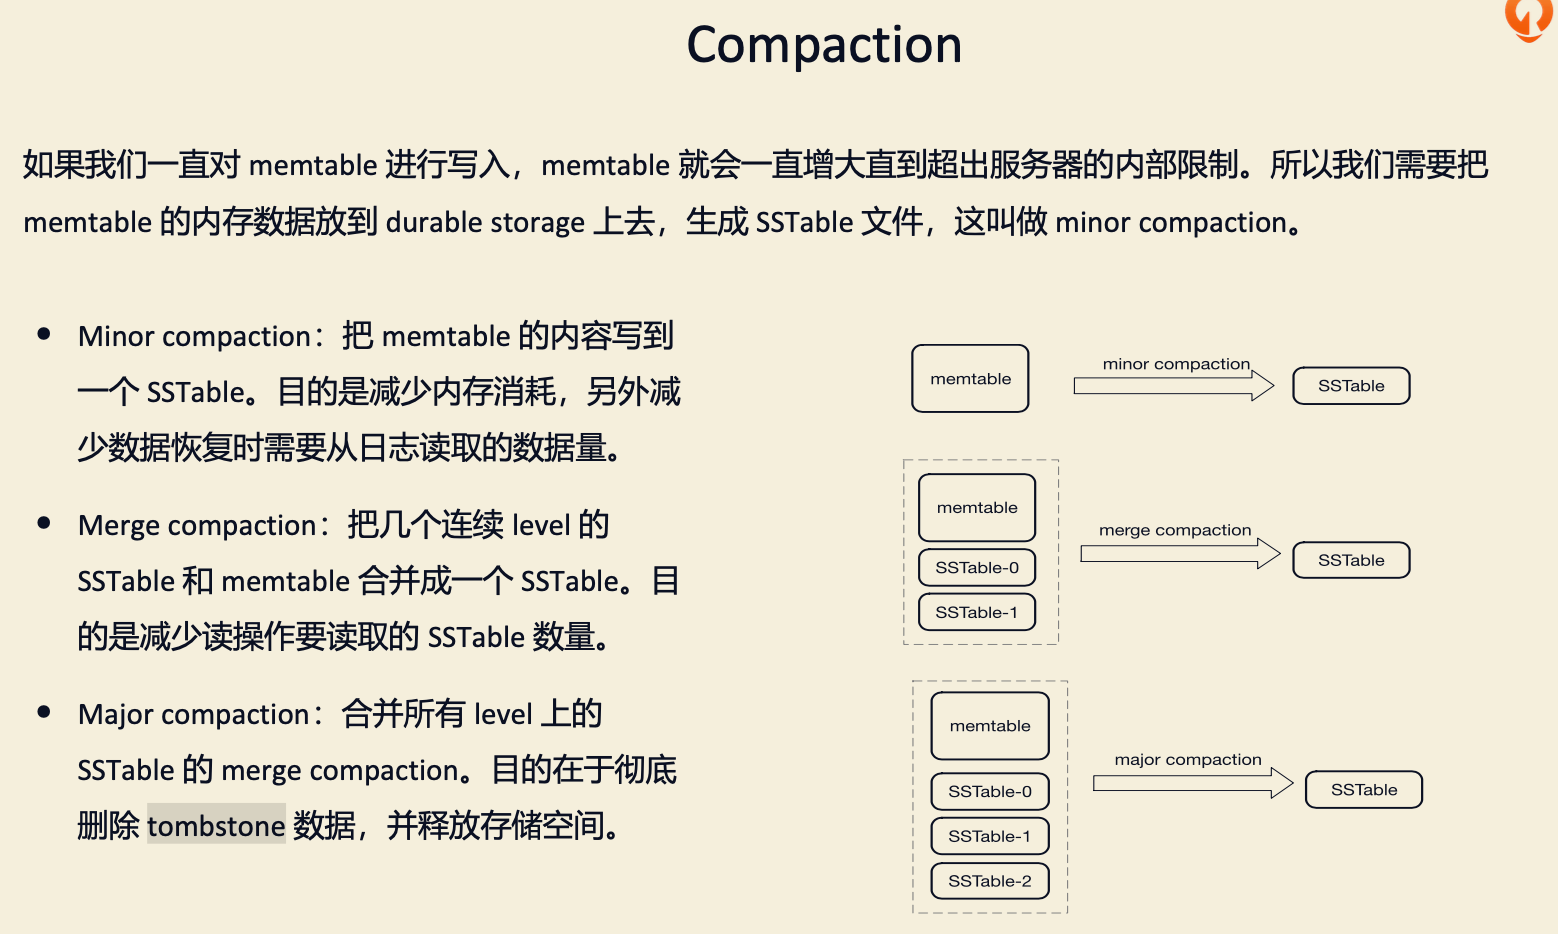 Compaction
如果我们一直对 memtable 进行写入，memtable 就会一直增大直到超出服务器的内部限制。所以我们需要把
memtable 的内存数据放到 durable storage 上去，生成 SSTable 文件，这叫做 minor compaction。
● Minor compaction：把 memtable 的内容写到
一个 SSTable。目的是减少内存消耗，另外减
少数据恢复时需要从日志读取的数据量。
● Merge compaction：把几个连续 level 的
SSTable 和 memtable 合并成一个 SSTable。目
的是减少读操作要读取的 SSTable 数量。
● Major compaction：合并所有 level 上的
SSTable 的 merge compaction。目的在于彻底
删除 tombstone 数据，并释放存储空间。
memtable
minor compaction
SSTable
memtable
SSTable-0
SSTable-1
merge compaction
SSTable
memtable
SSTable-0
SSTable-1
SSTable-2
major compaction
SSTable